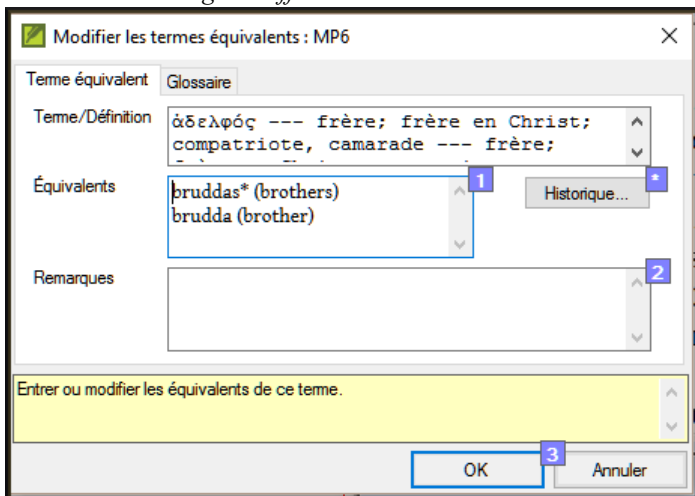 Modifier les termes équivalents : MP6
Terme équivalent
Glossaire
Terme/Définition
ἀδελφός --- frère; frère en Christ;
compatriote, camarade --- frère;
Équivalents
bruddas* (brothers)
brudda (brother)
1
Historique...
*
Remarques
2
Entrer ou modifier les équivalents de ce terme.
OK
3
Annuler